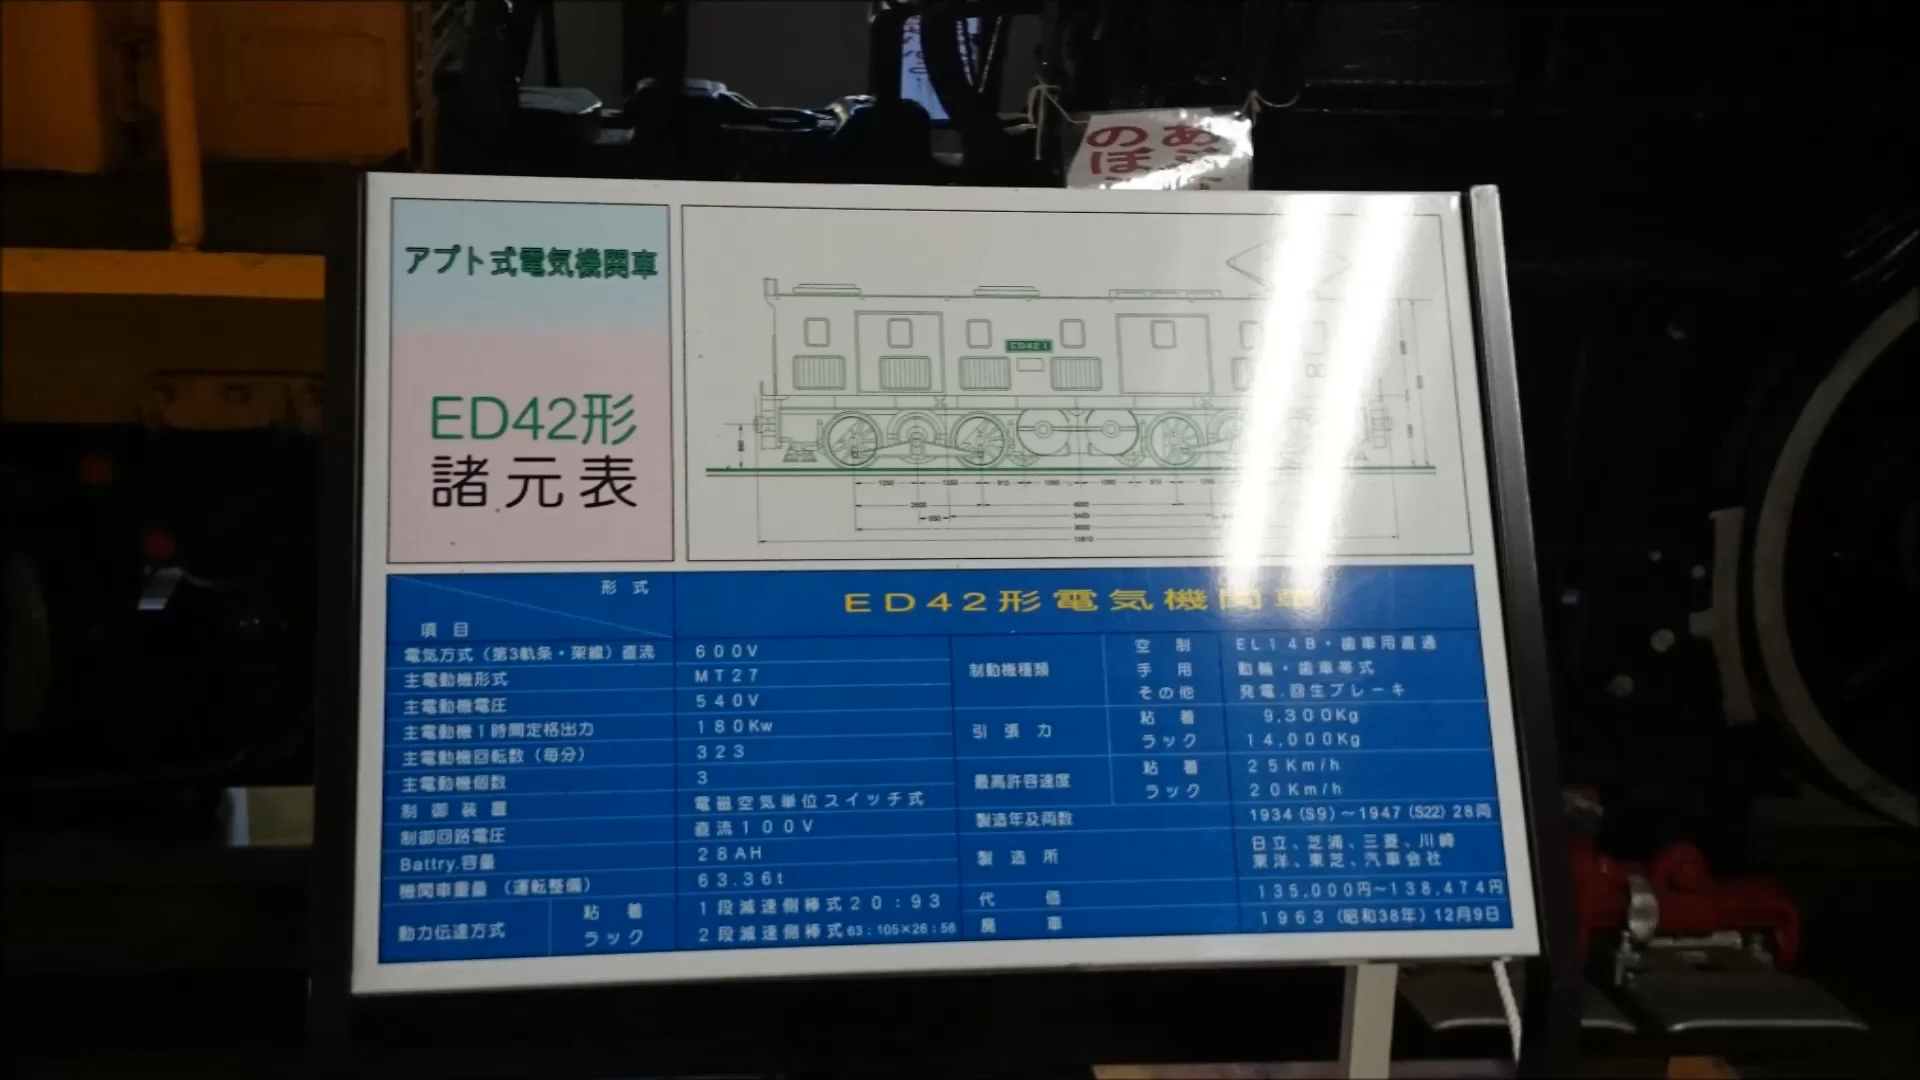 のあ
ぼ
アプト式電気機関車
ED42形
諸元表
ED42 1
形式
項目
ED42形電気機関車
電気方式（第3軌条・架線）直流 600V
主電動機形式 MT27
主電動機電圧 540V
主電動機1時間定格出力 180Kw
主電動機回転数（毎分） 323
主電動機個数 3
制御装置 電磁空気単位スイッチ式
制御回路電圧 直流100V
Battry.容量 28AH
機関車重量（運転整備） 63.36t
動力伝達方式 粘着 1段減速側棒式20:93
ラック 2段減速側棒式63:105×26:58
制動機種類 空制 EL14B・歯車用直通
手用 動輪・歯車帯式
その他 発電.回生ブレーキ
引張力 粘着 9,300Kg
ラック 14,000Kg
最高許容速度 粘着 25Km/h
ラック 20Km/h
製造年及両数 1934(S9)～1947(S22)28両
製造所 日立、芝浦、三菱、川崎
東洋、東芝、汽車会社
代価 135,000円～138,474円
廃車 1963（昭和38年）12月9日